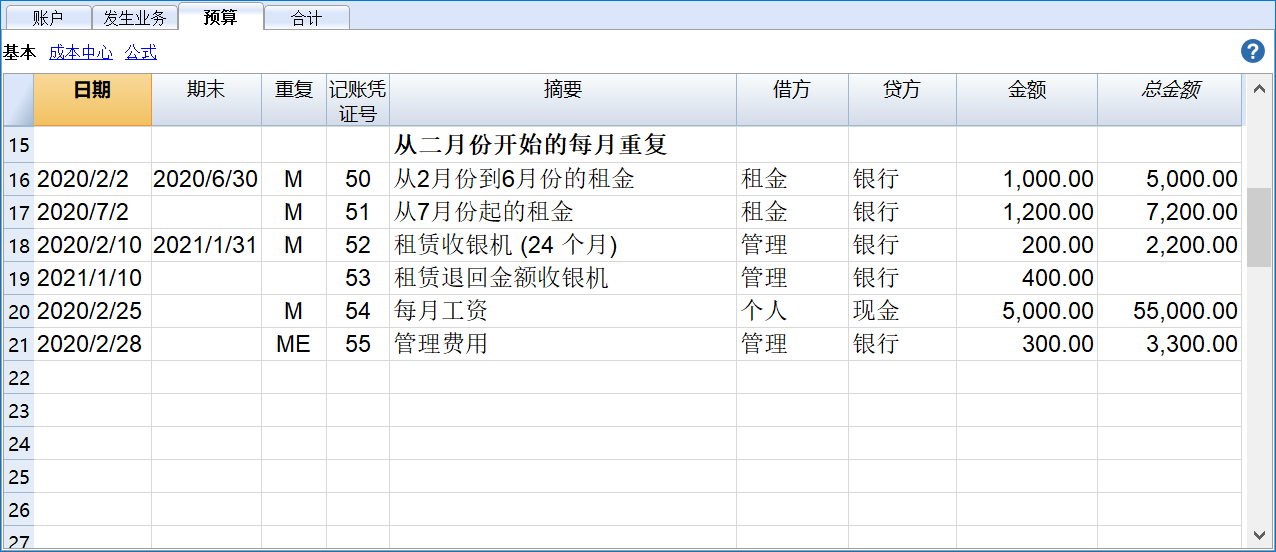 账户 发生业务 预算 合计
基本 成本中心 公式 ?
日期 期末 重复 记账凭证号 摘要 借方 贷方 金额 总金额
15 从二月份开始的每月重复
16 2020/2/2 2020/6/30 M 50 从2月份到6月份的租金 租金 银行 1,000.00 5,000.00
17 2020/7/2 M 51 从7月份起的租金 租金 银行 1,200.00 7,200.00
18 2020/2/10 2021/1/31 M 52 租赁收银机 (24 个月) 管理 银行 200.00 2,200.00
19 2021/1/10 53 租赁退回金额收银机 管理 银行 400.00
20 2020/2/25 M 54 每月工资 个人 现金 5,000.00 55,000.00
21 2020/2/28 ME 55 管理费用 管理 银行 300.00 3,300.00
22
23
24
25
26
27